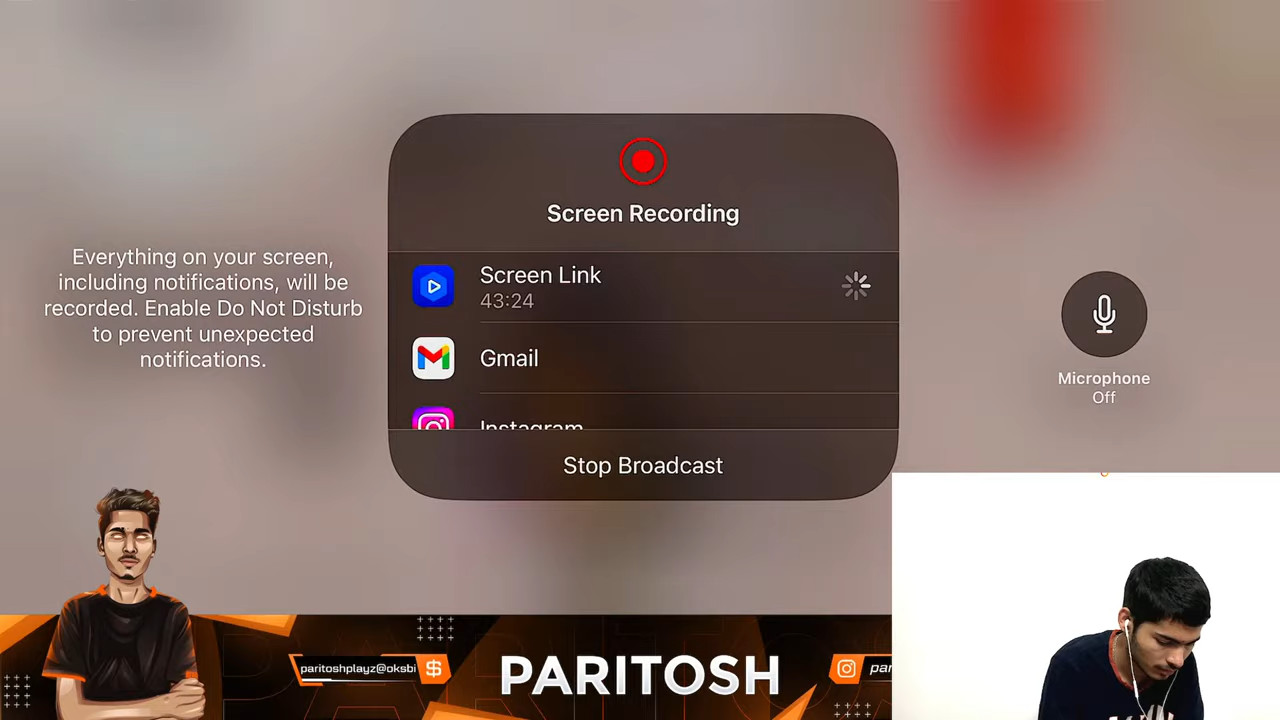 Screen Recording
Everything on your screen,
including notifications, will be
recorded. Enable Do Not Disturb
to prevent unexpected
notifications.
Screen Link
43:24
Gmail
Instagram
Stop Broadcast
Microphone
Off
paritoshplayz@oksbi
$
PARITOSH